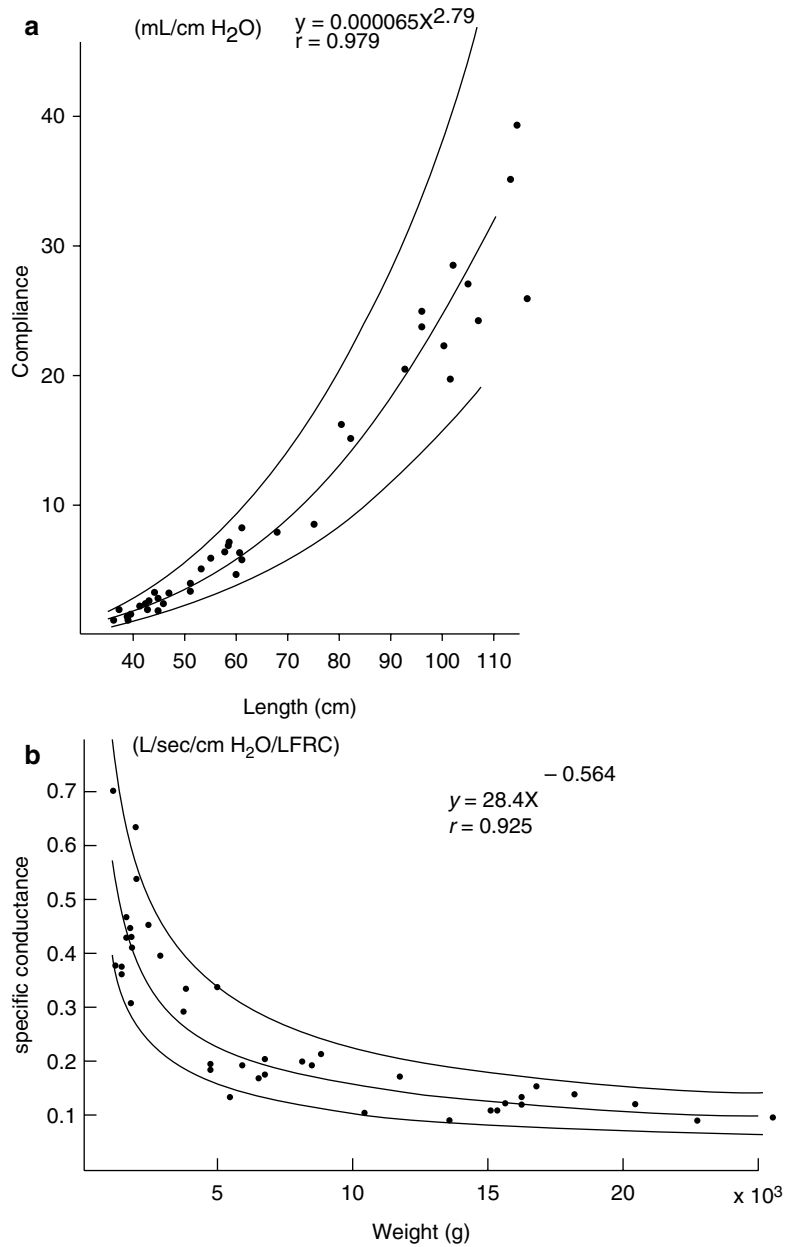 a
(mL/cm H₂O)
y = 0.000065X^2.79
r = 0.979
40
30
20
10
Compliance
40 50 60 70 80 90 100 110
Length (cm)
b
(L/sec/cm H₂O/LFRC)
– 0.564
y = 28.4X
r = 0.925
0.7
0.6
0.5
0.4
0.3
0.2
0.1
specific conductance
5 10 15 20 x 10³
Weight (g)